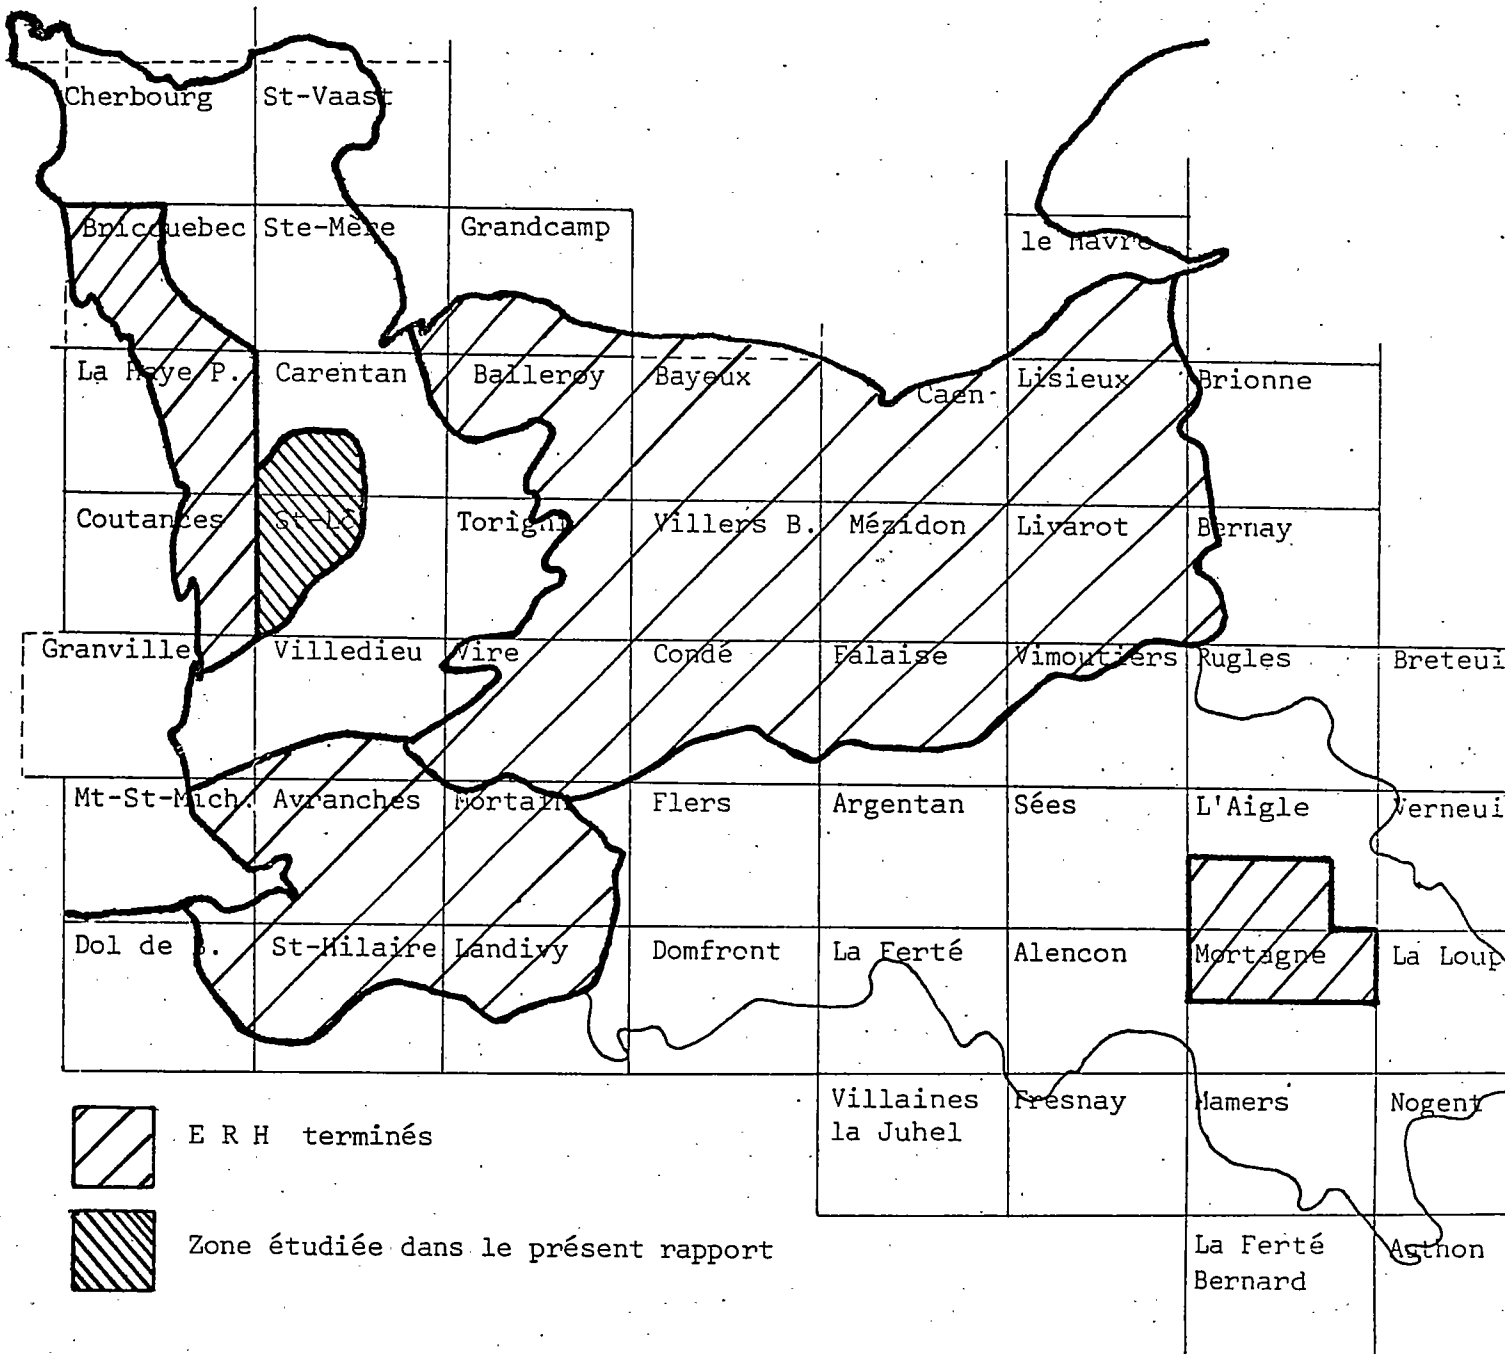 Cherbourg St-Vaast
Bricquebec Ste-Mère Grandcamp
le Havre
La Haye P. Carentan Balleroy Bayeux Caen Lisieux Brionne
Coutances St-Lô Torigni Villers B. Mézidon Livarot Bernay
Granville Villedieu Vire Condé Falaise Vimoutiers Rugles Breteui
Mt-St-Mich. Avranches Mortain Flers Argentan Sées L'Aigle Verneui
Dol de B. St-Hilaire Landivy Domfront La Ferté Alencon Mortagne La Loup
Villaines Fresnay Mamers Nogent
la Juhel
E R H terminés
Zone étudiée dans le présent rapport
La Ferté Authon
Bernard